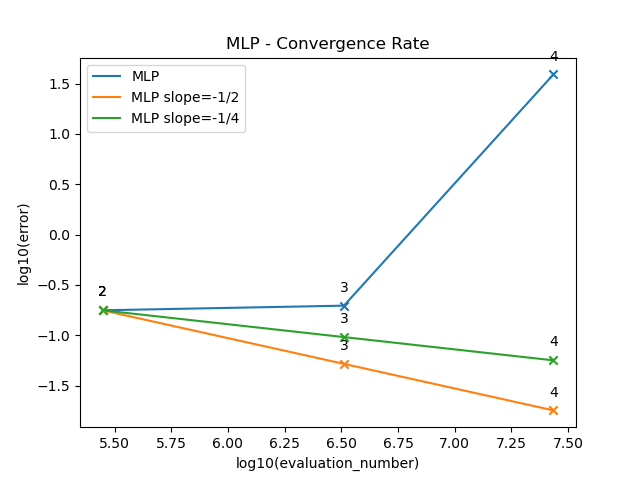 MLP - Convergence Rate
4
1.5
MLP
MLP slope=-1/2
MLP slope=-1/4
1.0
0.5
log10(error)
0.0
2
3
−0.5
3
3
4
−1.0
4
−1.5
5.50 5.75 6.00 6.25 6.50 6.75 7.00 7.25 7.50
log10(evaluation_number)